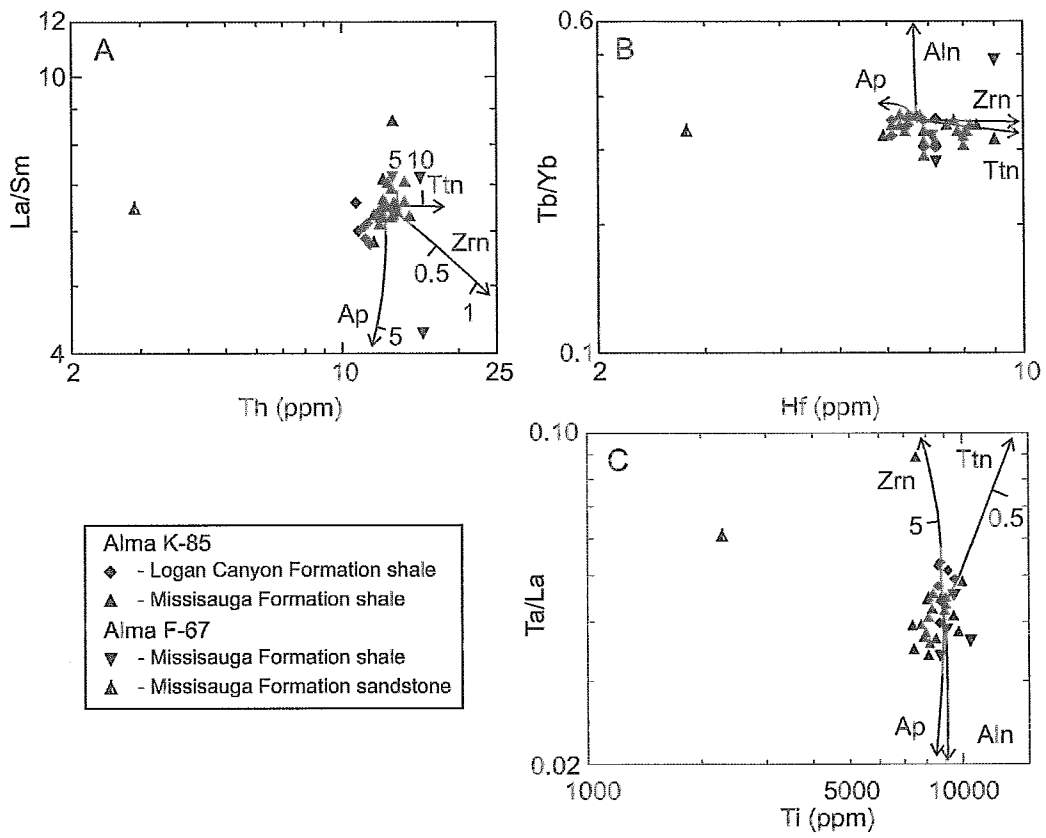 12
A
10
La/Sm
5 10
Ttn
1
Zrn
0.5
1
Ap
5
4
2
10
25
Th (ppm)
0.6
B
Aln
Ap
Zrn
Ttn
Tb/Yb
0.1
2
10
Hf (ppm)
0.10
C
Ttn
Zrn
5
0.5
Ta/La
Ap
Aln
0.02
1000
5000
10000
Ti (ppm)
Alma K-85
- Logan Canyon Formation shale
- Missisauga Formation shale
Alma F-67
- Missisauga Formation shale
- Missisauga Formation sandstone